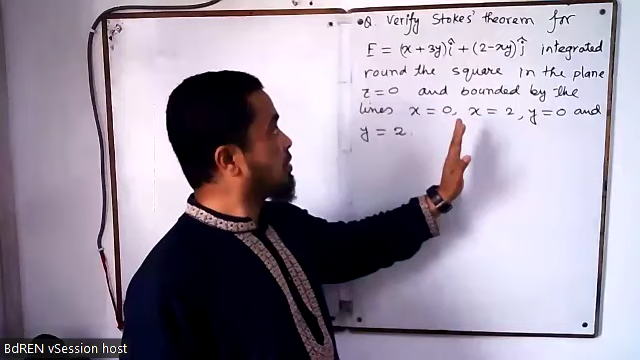 Q. Verify Stokes' theorem for
F = (x + 3y)î + (2-xy)ĵ integrated
round the square in the plane
z = 0 and bounded by the
lines x = 0, x = 2, y = 0 and
y = 2.
BdREN vSession host